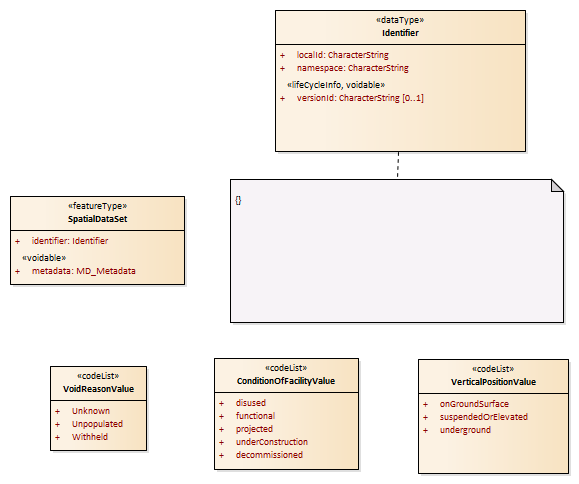 «dataType»
Identifier
+ localId: CharacterString
+ namespace: CharacterString
«lifeCycleInfo, voidable»
+ versionId: CharacterString [0..1]
{}
«featureType»
SpatialDataSet
+ identifier: Identifier
«voidable»
+ metadata: MD_Metadata
«codeList»
VoidReasonValue
+ Unknown
+ Unpopulated
+ Withheld
«codeList»
ConditionOfFacilityValue
+ disused
+ functional
+ projected
+ underConstruction
+ decommissioned
«codeList»
VerticalPositionValue
+ onGroundSurface
+ suspendedOrElevated
+ underground